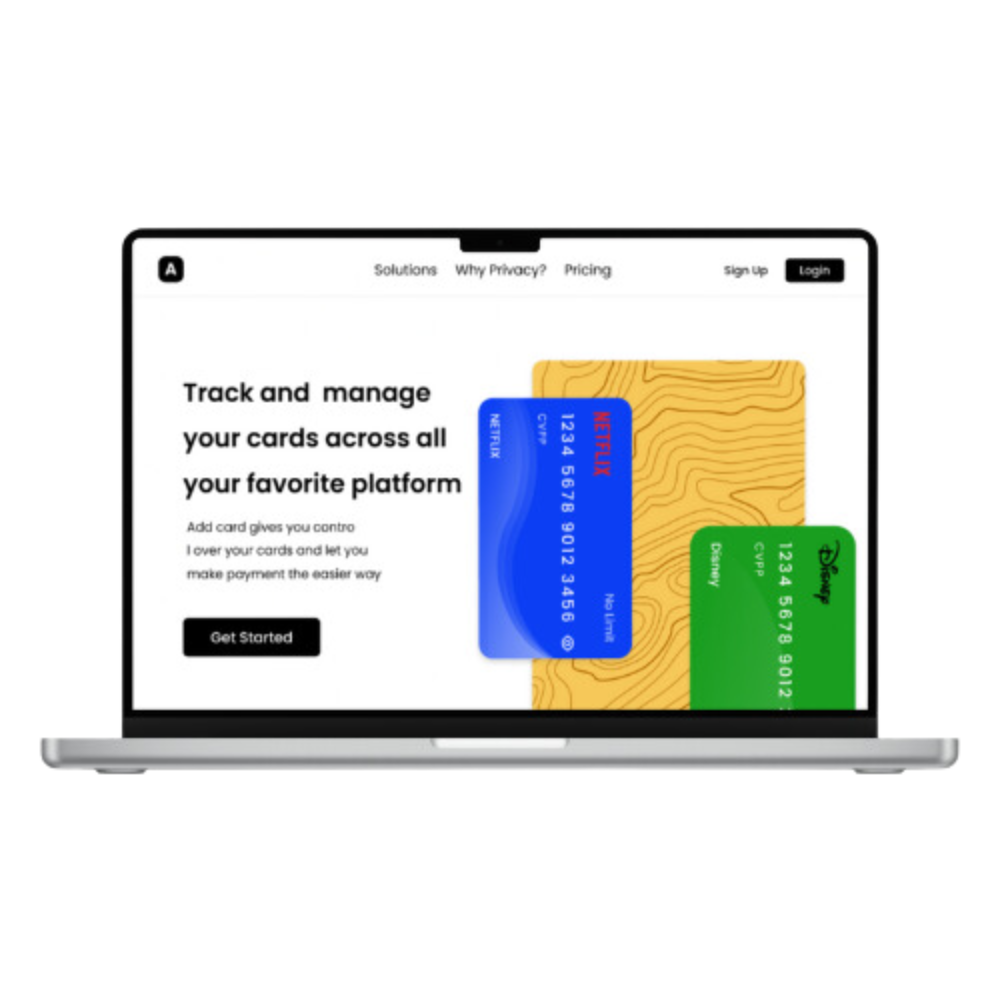 A
Solutions Why Privacy? Pricing
Sign Up
Login
Track and manage
your cards across all
your favorite platform
Add card gives you contro
l over your cards and let you
make payment the easier way
Get Started
NETFLIX
No Limit
1234 5678 9012 3456
CVPP
NETFLIX
Disney
1234 5678 9012
CVPP
Disney